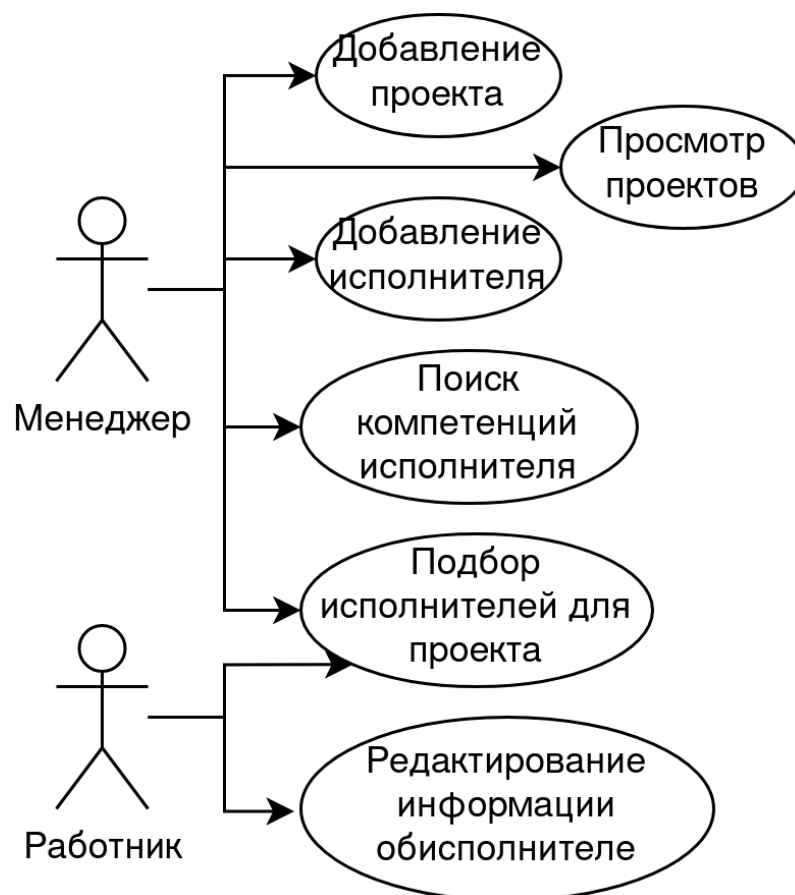 Добавление
проекта
Просмотр
проектов
Добавление
исполнителя
Менеджер
Поиск
компетенций
исполнителя
Подбор
исполнителей для
проекта
Работник
Редактирование
информации
обисполнителе